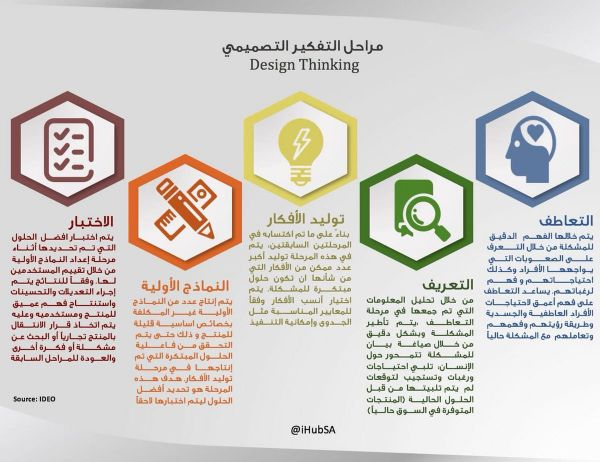 مراحل التفكير التصميمي
Design Thinking
التعاطف
يتم خلالها الفهم الدقيق
للمشكلة من خلال التعرف
على الصعوبات التي
يواجهها الأفراد وكذلك
احتياجاتهم و فهم
لرغباتهم. يساعد التعاطف
على فهم أعمق لاحتياجات
الأفراد العاطفية والجسدية
وطريقة رؤيتهم وفهمهم
وتعاملهم مع المشكلة حالياً
التعريف
من خلال تحليل المعلومات
التي تم جمعها في مرحلة
التعاطف ،يتم تأطير
المشكلة وبشكل دقيق
من خلال صياغة بيان
للمشكلة تتمحور حول
الإنسان، تلبي احتياجات
ورغبات وتستجيب لتوقعات
لم يتم تلبيتها من قبل
الحلول الحالية (المنتجات
المتوفرة في السوق حالياً)
توليد الأفكار
بناءً على ما تم اكتسابه في
المرحلتين السابقتين، يتم
في هذه المرحلة توليد أكبر
عدد ممكن من الأفكار التي
من شأنها ان تكون حلول
مبتكرة للمشكلة. يتم
اختيار أنسب الأفكار وفقاً
للمعايير المناسبة مثل
الجدوى وإمكانية التنفيذ
النماذج الأولية
يتم إنتاج عدد من النماذج
الأولية غير المكلفة
بخصائص اساسية قليلة
للمنتج و ذلك حتى يتم
التحقق من فاعلية
الحلول المبتكرة التي تم
إنتاجها في مرحلة
توليد الأفكار. هدف هذه
المرحلة هو تحديد أفضل
الحلول ليتم اختبارها لاحقاً
الاختبار
يتم اختبار افضل الحلول
التي تم تحديدها أثناء
مرحلة إعداد النماذج الأولية
من خلال تقييم المستخدمين
لها. وفقاً للنتائج يتم
إجراء التعديلات والتحسينات
واستنتاج فهم عميق
للمنتج ومستخدميه وعليه
يتم اتخاذ قرار الانتقال
بالمنتج تجارياً أو البحث عن
مشكلة أو فكرة أخرى
والعودة للمراحل السابقة
Source: IDEO
@iHubSA